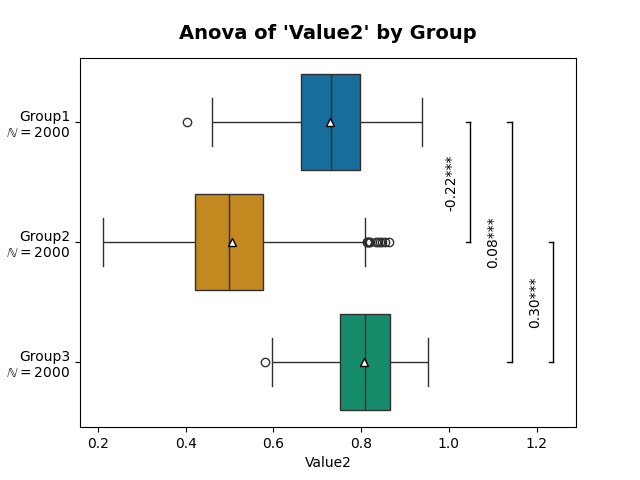 Anova of 'Value2' by Group
Group1
ℕ = 2000
Group2
ℕ = 2000
Group3
ℕ = 2000
-0.22***
0.08***
0.30***
0.2 0.4 0.6 0.8 1.0 1.2
Value2